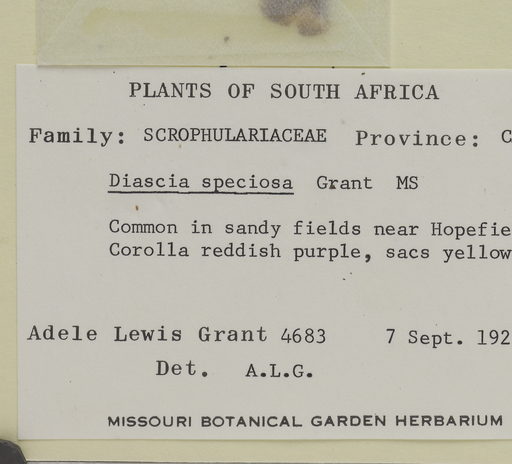 PLANTS OF SOUTH AFRICA
Family: SCROPHULARIACEAE Province: C
Diascia speciosa Grant MS
Common in sandy fields near Hopefie
Corolla reddish purple, sacs yellow
Adele Lewis Grant 4683 7 Sept. 192
Det. A.L.G.
MISSOURI BOTANICAL GARDEN HERBARIUM